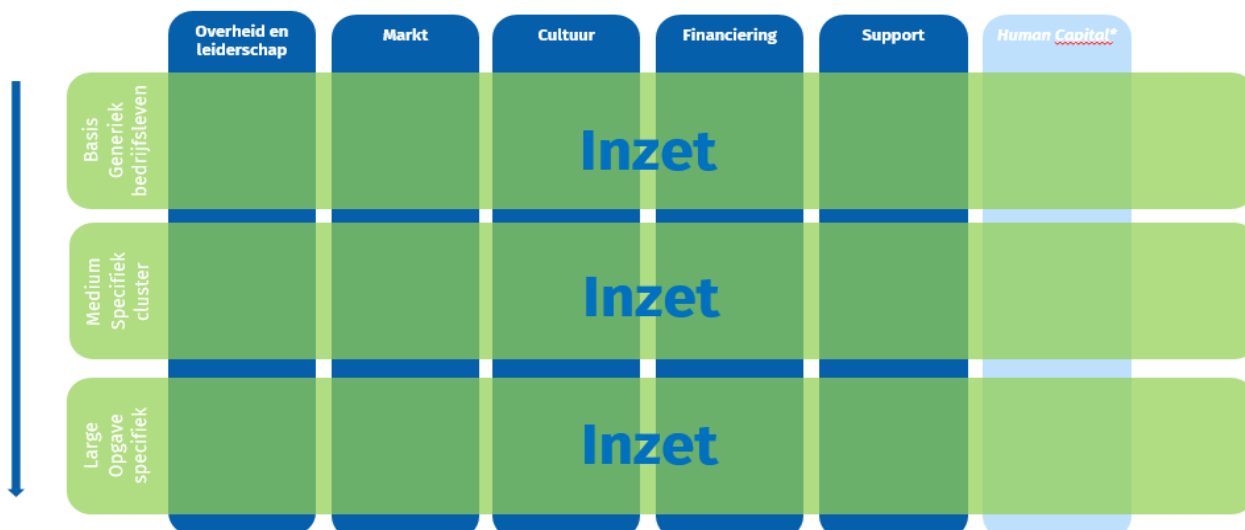 Overheid en
leiderschap
Markt
Cultuur
Financiering
Support
Human Capital*
Basis
Generiek
bedrijfsleven
Inzet
Medium
Specifiek
cluster
Inzet
Large
Opgave
specifiek
Inzet